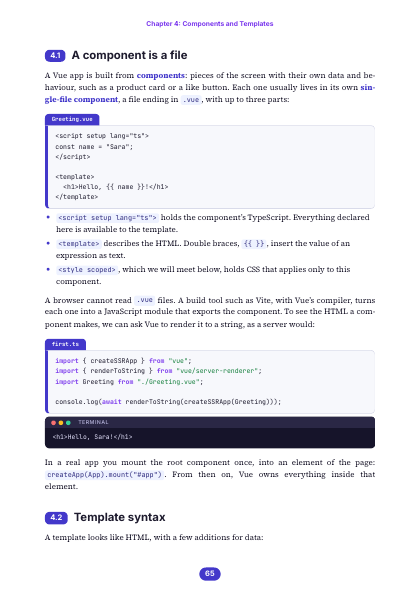 Chapter 4: Components and Templates
4.1 A component is a file
A Vue app is built from components: pieces of the screen with their own data and be-
haviour, such as a product card or a like button. Each one usually lives in its own sin-
gle-file component, a file ending in .vue, with up to three parts:
Greeting.vue
<script setup lang="ts">
const name = "Sara";
</script>
<template>
<h1>Hello, {{ name }}!</h1>
</template>
• <script setup lang="ts"> holds the component's TypeScript. Everything declared
here is available to the template.
• <template> describes the HTML. Double braces, {{ }}, insert the value of an
expression as text.
• <style scoped>, which we will meet below, holds CSS that applies only to this
component.
A browser cannot read .vue files. A build tool such as Vite, with Vue's compiler, turns
each one into a JavaScript module that exports the component. To see the HTML a com-
ponent makes, we can ask Vue to render it to a string, as a server would:
first.ts
import { createSSRApp } from "vue";
import { renderToString } from "vue/server-renderer";
import Greeting from "./Greeting.vue";
console.log(await renderToString(createSSRApp(Greeting)));
TERMINAL
<h1>Hello, Sara!</h1>
In a real app you mount the root component once, into an element of the page:
createApp(App).mount("#app"). From then on, Vue owns everything inside that
element.
4.2 Template syntax
A template looks like HTML, with a few additions for data:
65